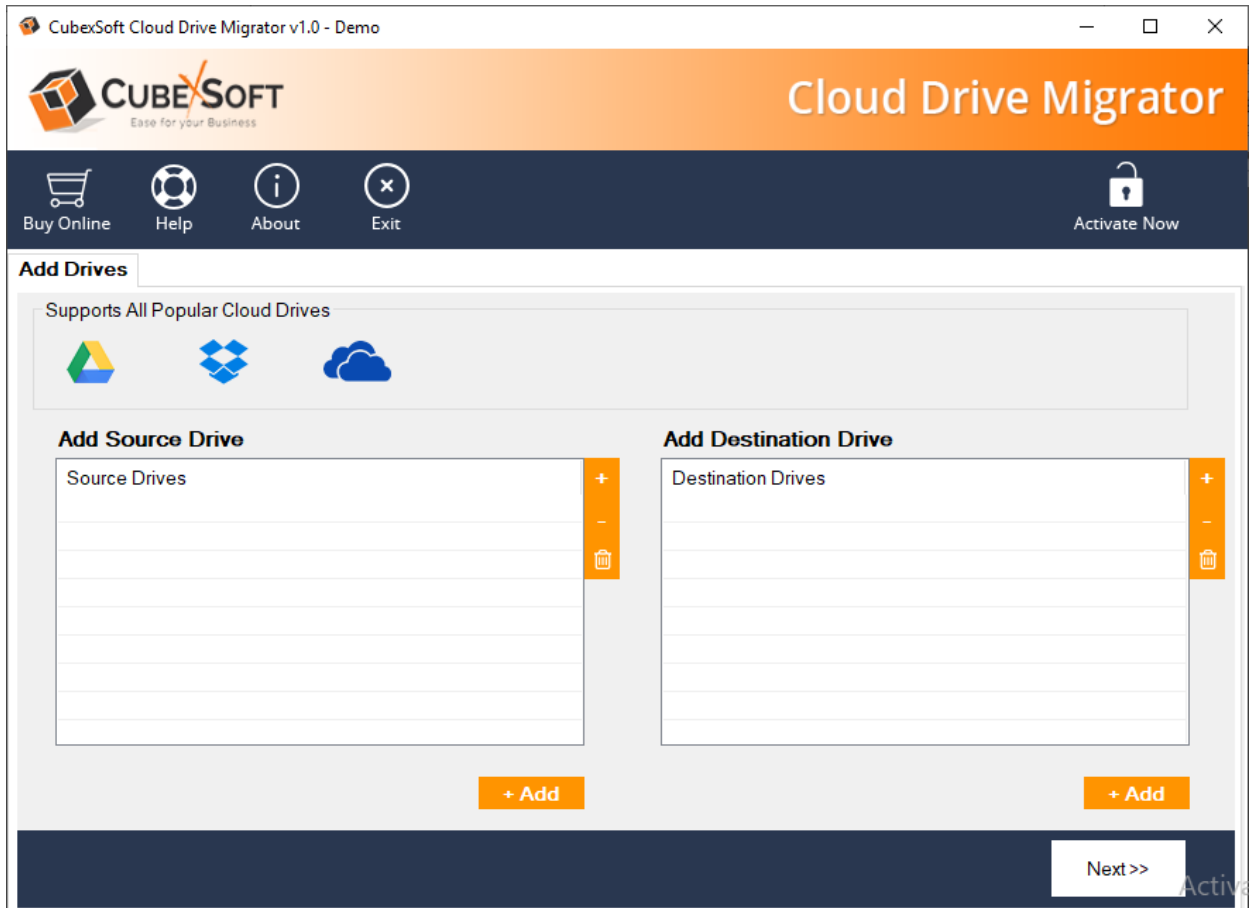 CubexSoft Cloud Drive Migrator v1.0 - Demo
CUBEXSOFT
Ease for your Business
Cloud Drive Migrator
Buy Online Help About Exit Activate Now
Add Drives
Supports All Popular Cloud Drives
Add Source Drive Add Destination Drive
Source Drives + Destination Drives +
- -
+ Add + Add
Next >>